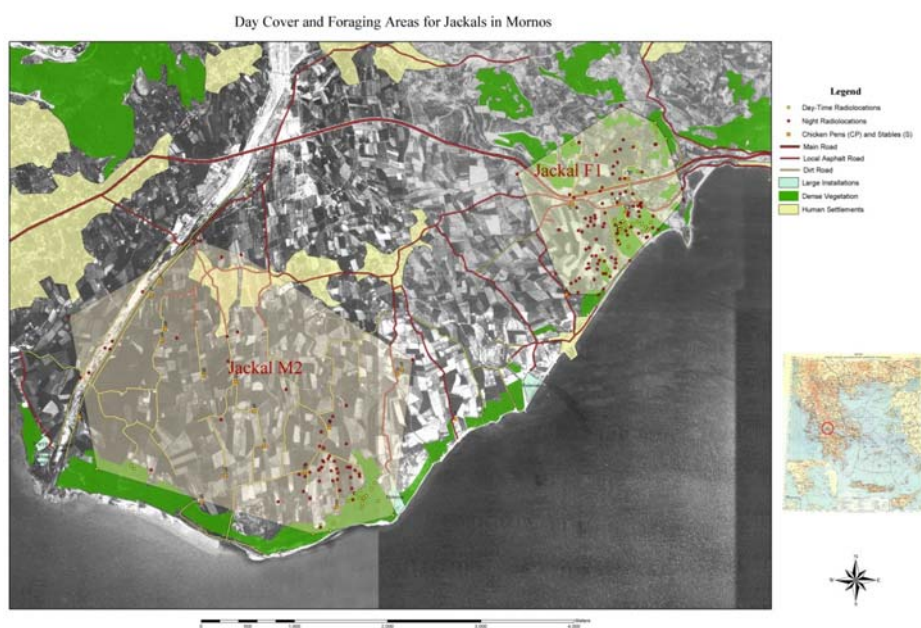 Day Cover and Foraging Areas for Jackals in Mornos
Legend
Day-Time Radiolocations
Night Radiolocations
Chicken Pens (CP) and Stables (S)
Main Road
Local Asphalt Road
Dirt Road
Large Installations
Dense Vegetation
Human Settlements
Jackal F1
Jackal M2
N
W
E
S
Meters